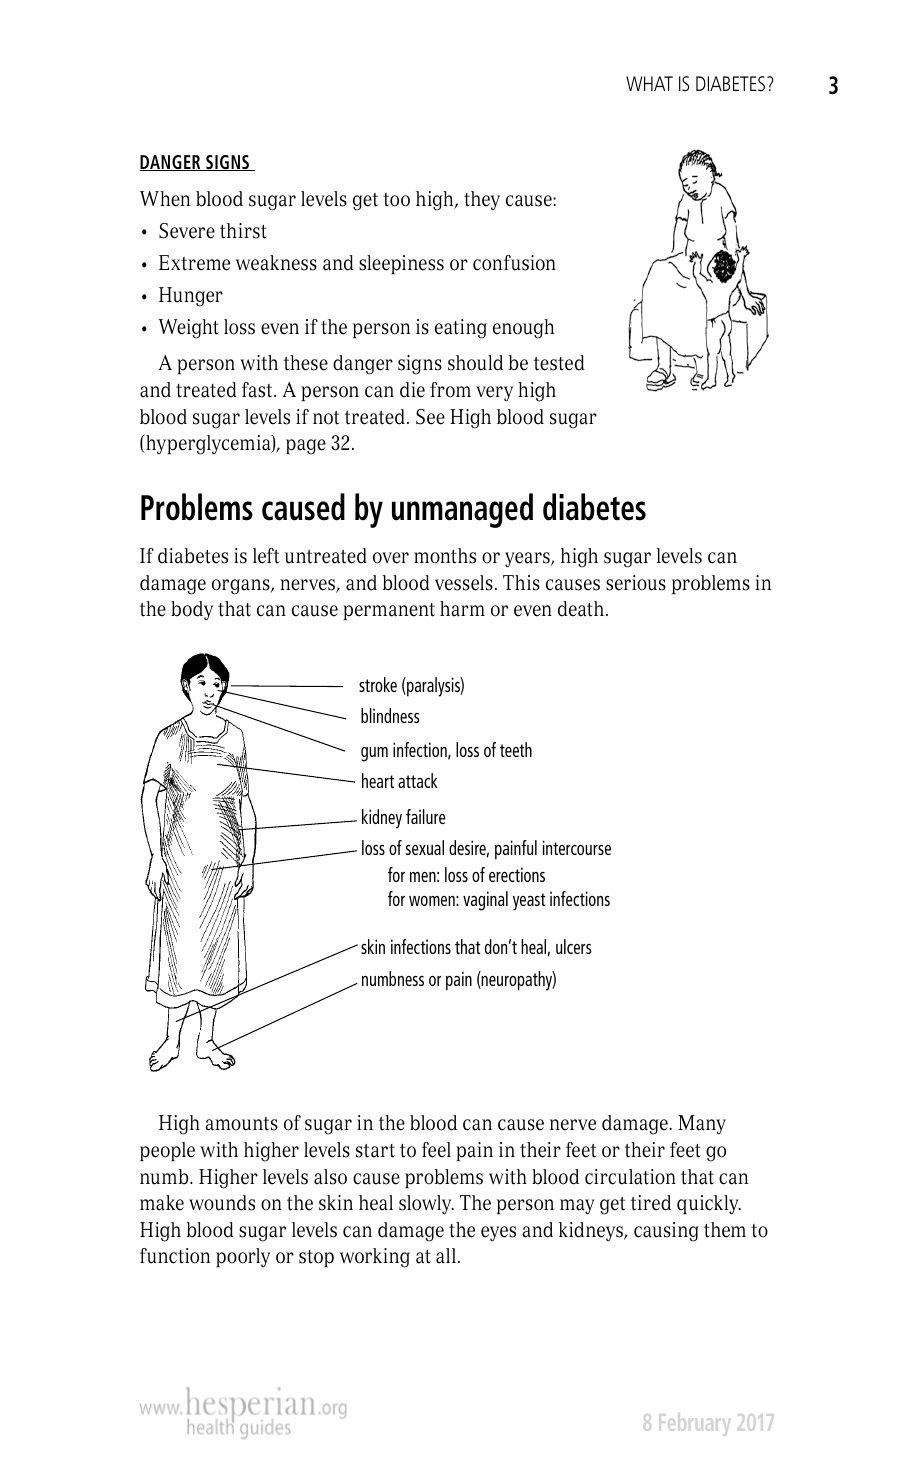 WHAT IS DIABETES? 3
DANGER SIGNS
When blood sugar levels get too high, they cause:
• Severe thirst
• Extreme weakness and sleepiness or confusion
• Hunger
• Weight loss even if the person is eating enough
A person with these danger signs should be tested
and treated fast. A person can die from very high
blood sugar levels if not treated. See High blood sugar
(hyperglycemia), page 32.
Problems caused by unmanaged diabetes
If diabetes is left untreated over months or years, high sugar levels can
damage organs, nerves, and blood vessels. This causes serious problems in
the body that can cause permanent harm or even death.
stroke (paralysis)
blindness
gum infection, loss of teeth
heart attack
kidney failure
loss of sexual desire, painful intercourse
for men: loss of erections
for women: vaginal yeast infections
skin infections that don’t heal, ulcers
numbness or pain (neuropathy)
High amounts of sugar in the blood can cause nerve damage. Many
people with higher levels start to feel pain in their feet or their feet go
numb. Higher levels also cause problems with blood circulation that can
make wounds on the skin heal slowly. The person may get tired quickly.
High blood sugar levels can damage the eyes and kidneys, causing them to
function poorly or stop working at all.
www.hesperian.org
health guides
8 February 2017